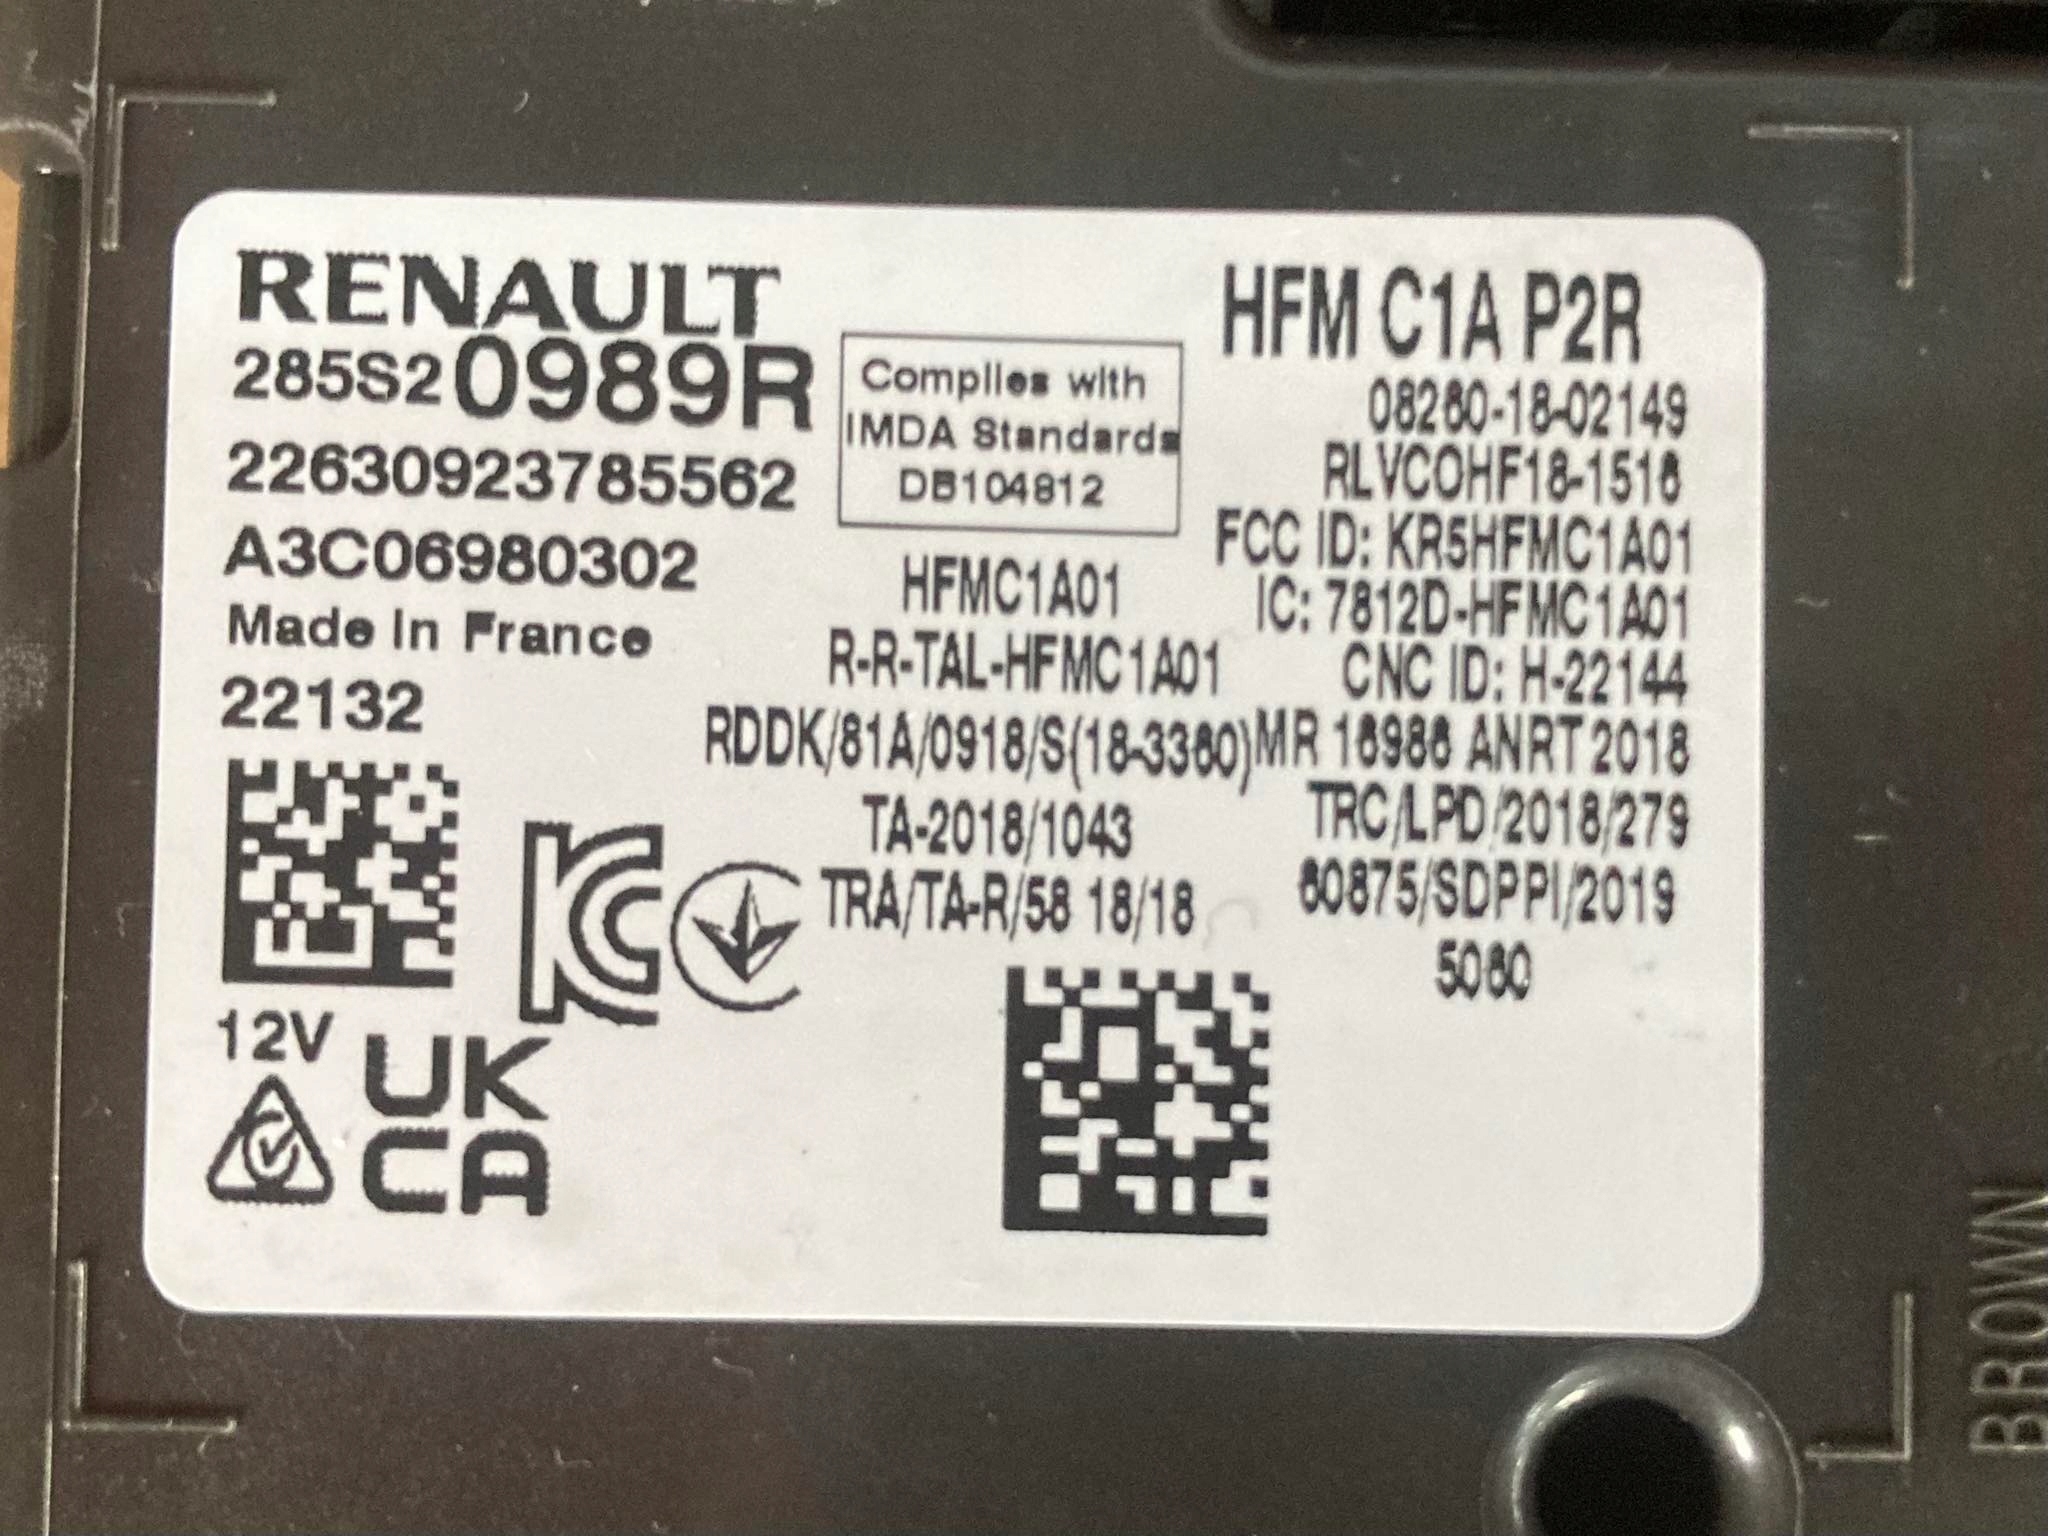 RENAULT
285S2 0989R
22630923785562
A3C06980302
Made In France
22132
12V
UK
CA
Complies with
IMDA Standards
DB104812
HFMC1A01
R-R-TAL-HFMC1A01
RDDK/81A/0918/S(18-3360)
TA-2018/1043
TRA/TA-R/58 18/18
HFM C1A P2R
08260-18-02149
RLVCOHF18-1516
FCC ID: KR5HFMC1A01
IC: 7812D-HFMC1A01
CNC ID: H-22144
MR 16986 ANRT 2018
TRC/LPD/2018/279
60875/SDPPI/2019
5060
BROWN